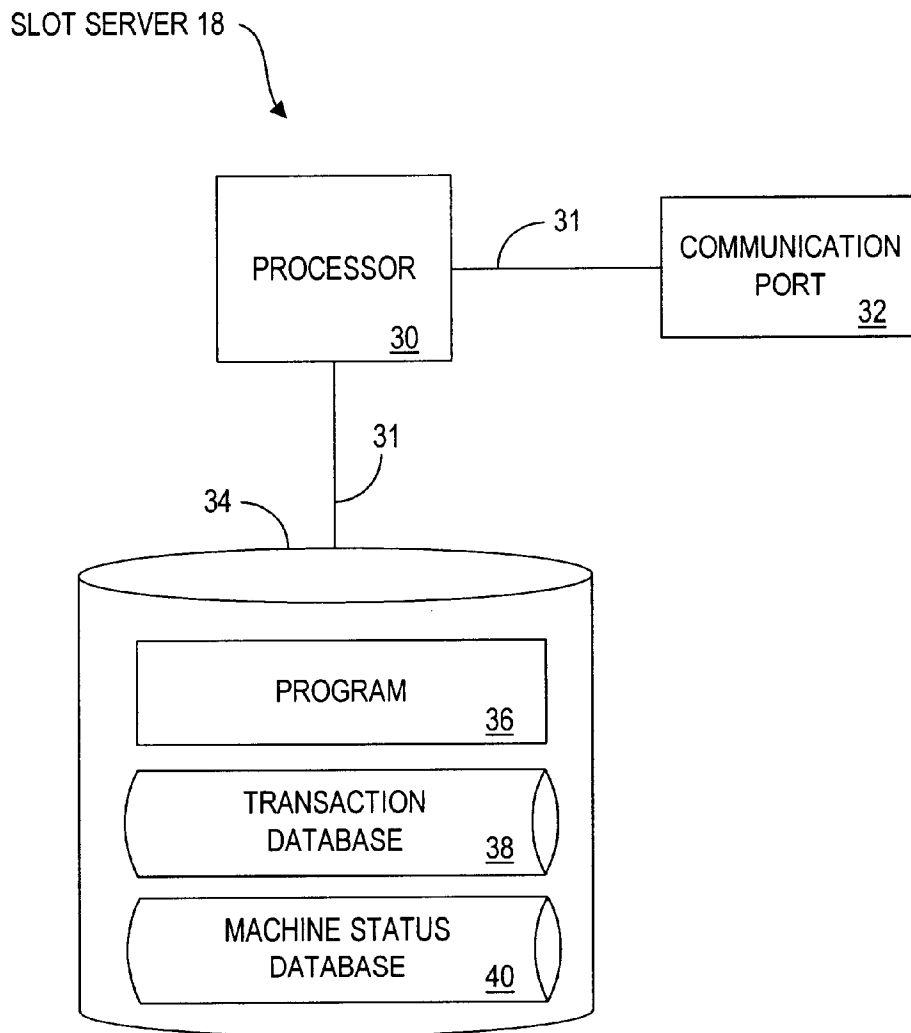 SLOT SERVER 18
PROCESSOR
30
31
COMMUNICATION
PORT
32
31
34
PROGRAM
36
TRANSACTION
DATABASE
38
MACHINE STATUS
DATABASE
40